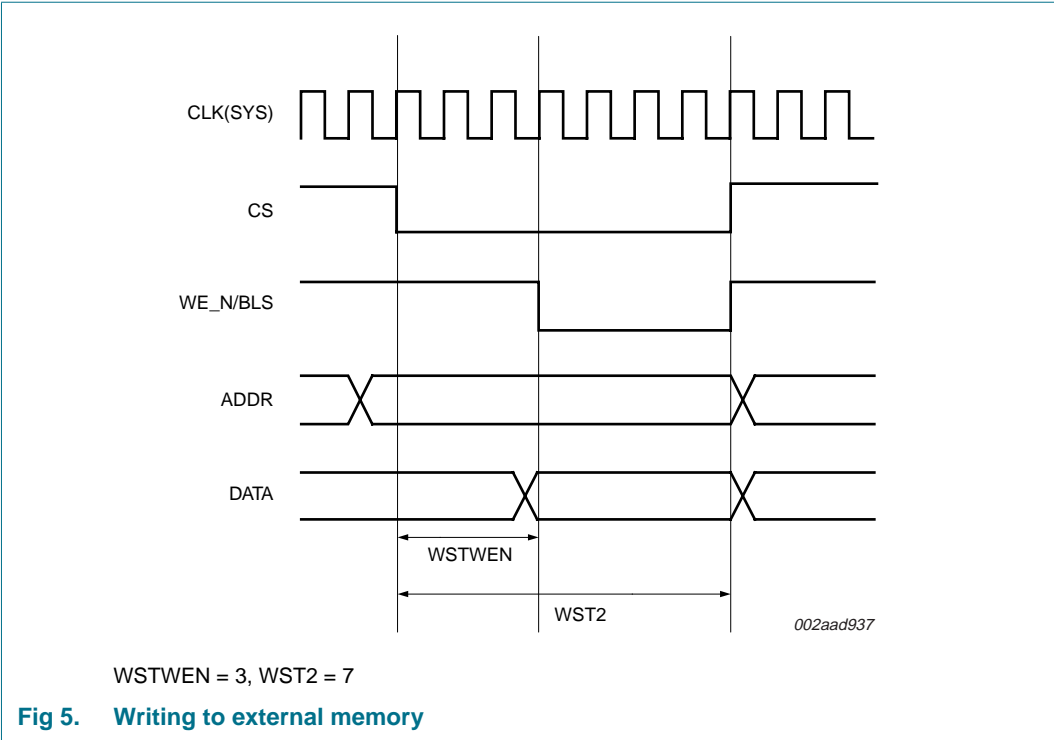 CLK(SYS)
CS
WE_N/BLS
ADDR
DATA
WSTWEN
WST2
002aad937
WSTWEN = 3, WST2 = 7
Fig 5. Writing to external memory